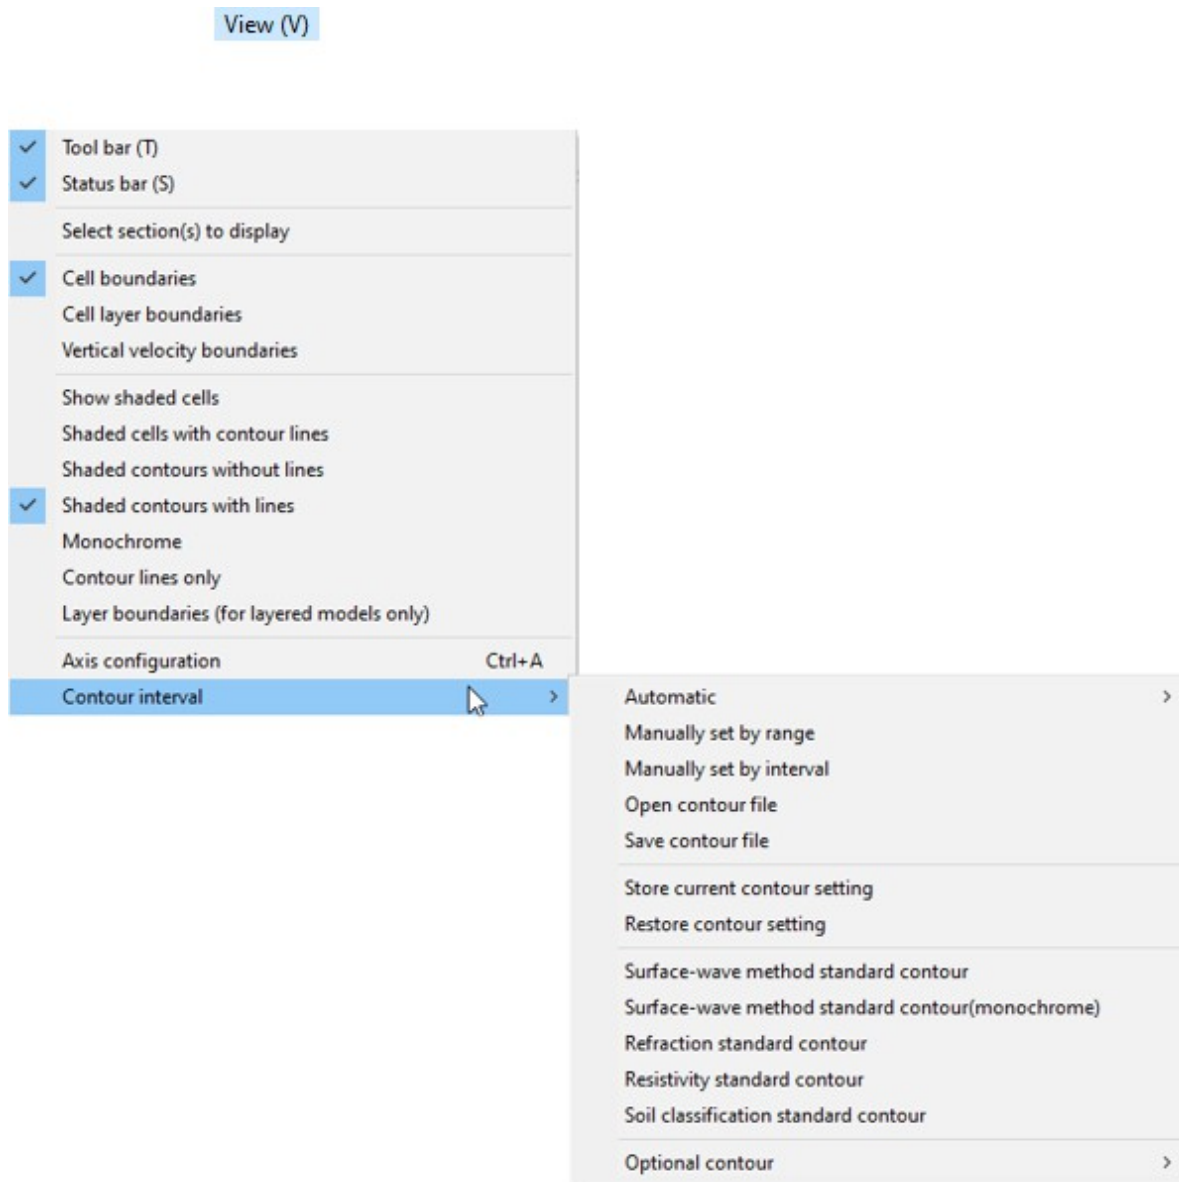 View (V)
Tool bar (T)
Status bar (S)
Select section(s) to display
Cell boundaries
Cell layer boundaries
Vertical velocity boundaries
Show shaded cells
Shaded cells with contour lines
Shaded contours without lines
Shaded contours with lines
Monochrome
Contour lines only
Layer boundaries (for layered models only)
Axis configuration Ctrl+A
Contour interval
Automatic
Manually set by range
Manually set by interval
Open contour file
Save contour file
Store current contour setting
Restore contour setting
Surface-wave method standard contour
Surface-wave method standard contour(monochrome)
Refraction standard contour
Resistivity standard contour
Soil classification standard contour
Optional contour